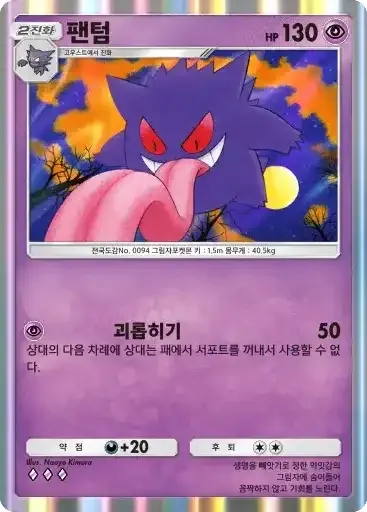 2진화
팬텀
HP 130
고우스트에서 진화
전국도감No. 0094 그림자포켓몬 키 : 1.5m 몸무게 : 40.5kg
괴롭히기 50
상대의 다음 차례에 상대는 패에서 서포트를 꺼내서 사용할 수 없
다.
약점 +20 후퇴
Illus. Naoyo Kimura
생명을 빼앗기로 정한 먹잇감의
그림자에 숨어들어
꼼짝하지 않고 기회를 노린다.